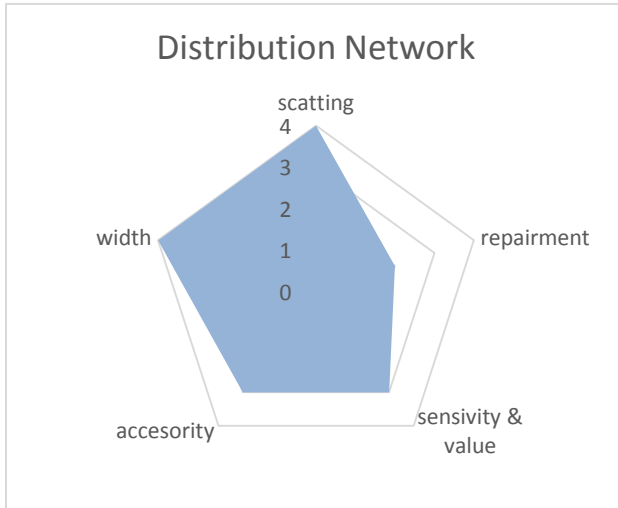 Distribution Network
scatting
4
3
2
1
0
width
repairment
accesority
sensivity &
value